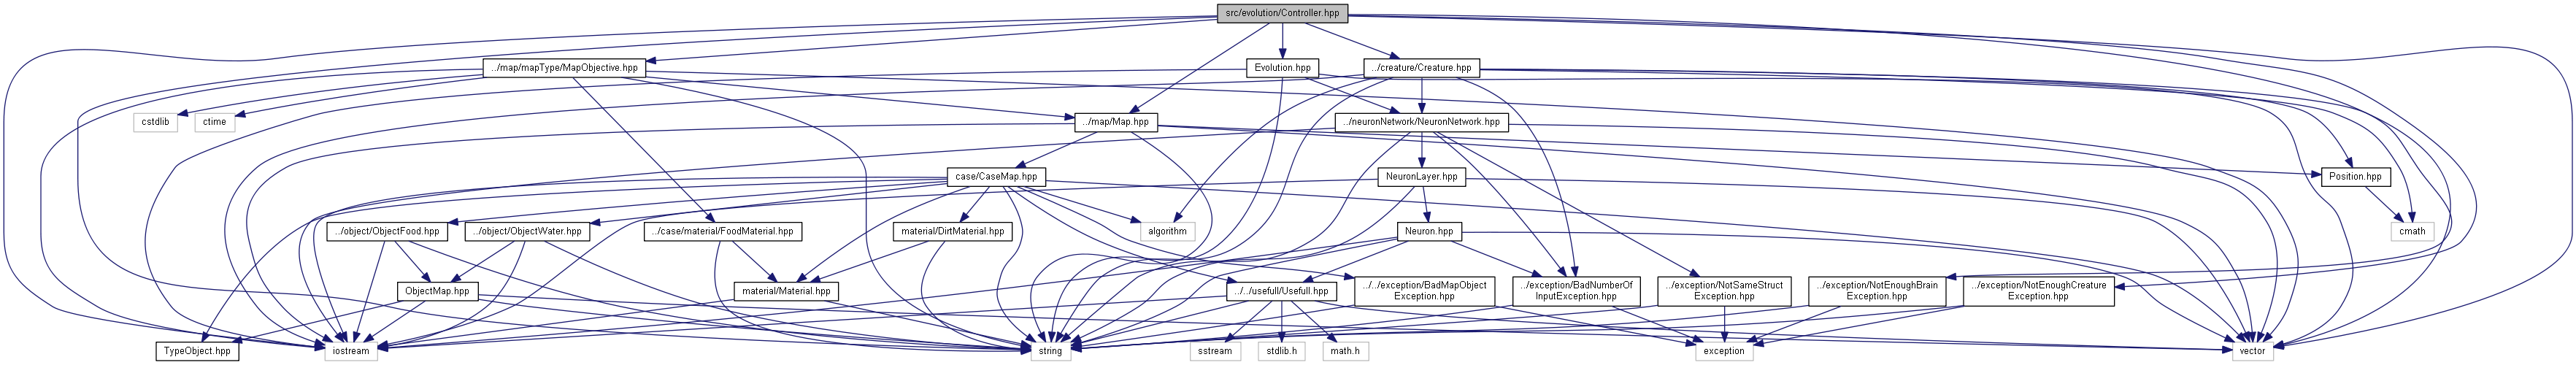 src/evolution/Controller.hpp
../map/mapType/MapObjective.hpp
Evolution.hpp
../creature/Creature.hpp
cstdlib
ctime
../map/Map.hpp
../neuronNetwork/NeuronNetwork.hpp
case/CaseMap.hpp
NeuronLayer.hpp
Position.hpp
../object/ObjectFood.hpp
../object/ObjectWater.hpp
../case/material/FoodMaterial.hpp
material/DirtMaterial.hpp
algorithm
Neuron.hpp
cmath
ObjectMap.hpp
material/Material.hpp
../../usefull/Usefull.hpp
../../exception/BadMapObject
Exception.hpp
../exception/BadNumberOf
InputException.hpp
../exception/NotSameStruct
Exception.hpp
../exception/NotEnoughBrain
Exception.hpp
../exception/NotEnoughCreature
Exception.hpp
TypeObject.hpp
iostream
string
sstream
stdlib.h
math.h
exception
vector